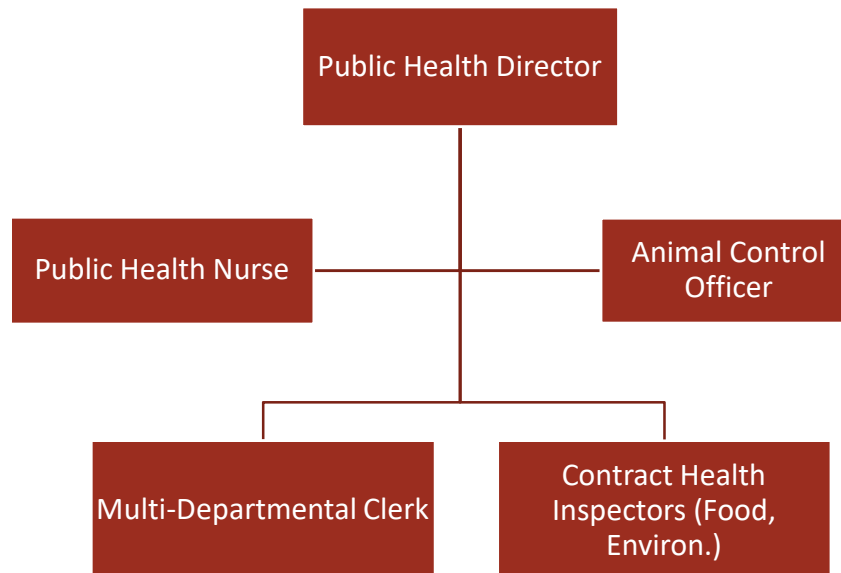 Public Health Director
Public Health Nurse
Animal Control
Officer
Multi-Departmental Clerk
Contract Health
Inspectors (Food,
Environ.)